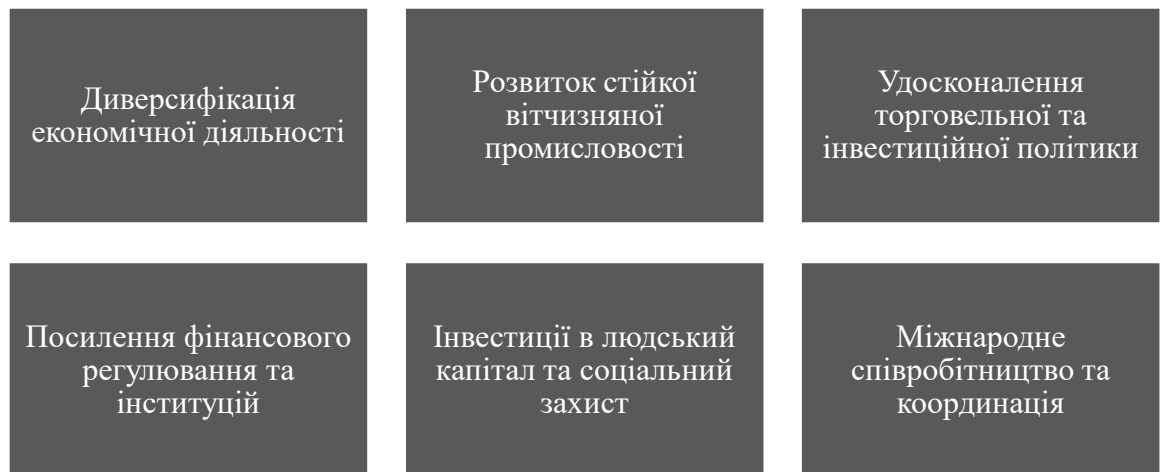 Диверсифікація
економічної діяльності
Розвиток стійкої
вітчизняної
промисловості
Удосконалення
торговельної та
інвестиційної політики
Посилення фінансового
регулювання та
інституцій
Інвестиції в людський
капітал та соціальний
захист
Міжнародне
співробітництво та
координація